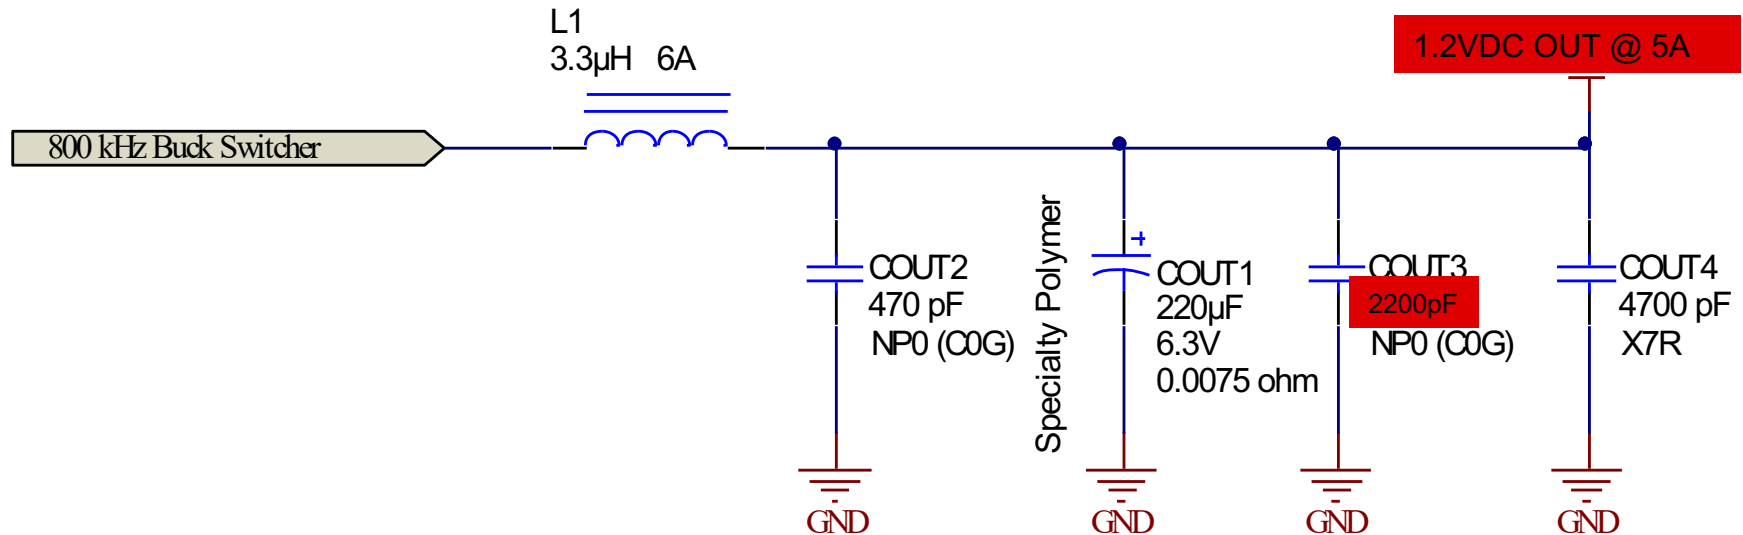 L1
3.3µH 6A
1.2VDC OUT @ 5A
800 kHz Buck Switcher
COUT2
470 pF
NP0 (C0G)
Specialty Polymer
+
COUT1
220µF
6.3V
0.0075 ohm
COUT3
2200pF
NP0 (C0G)
COUT4
4700 pF
X7R
GND
GND
GND
GND